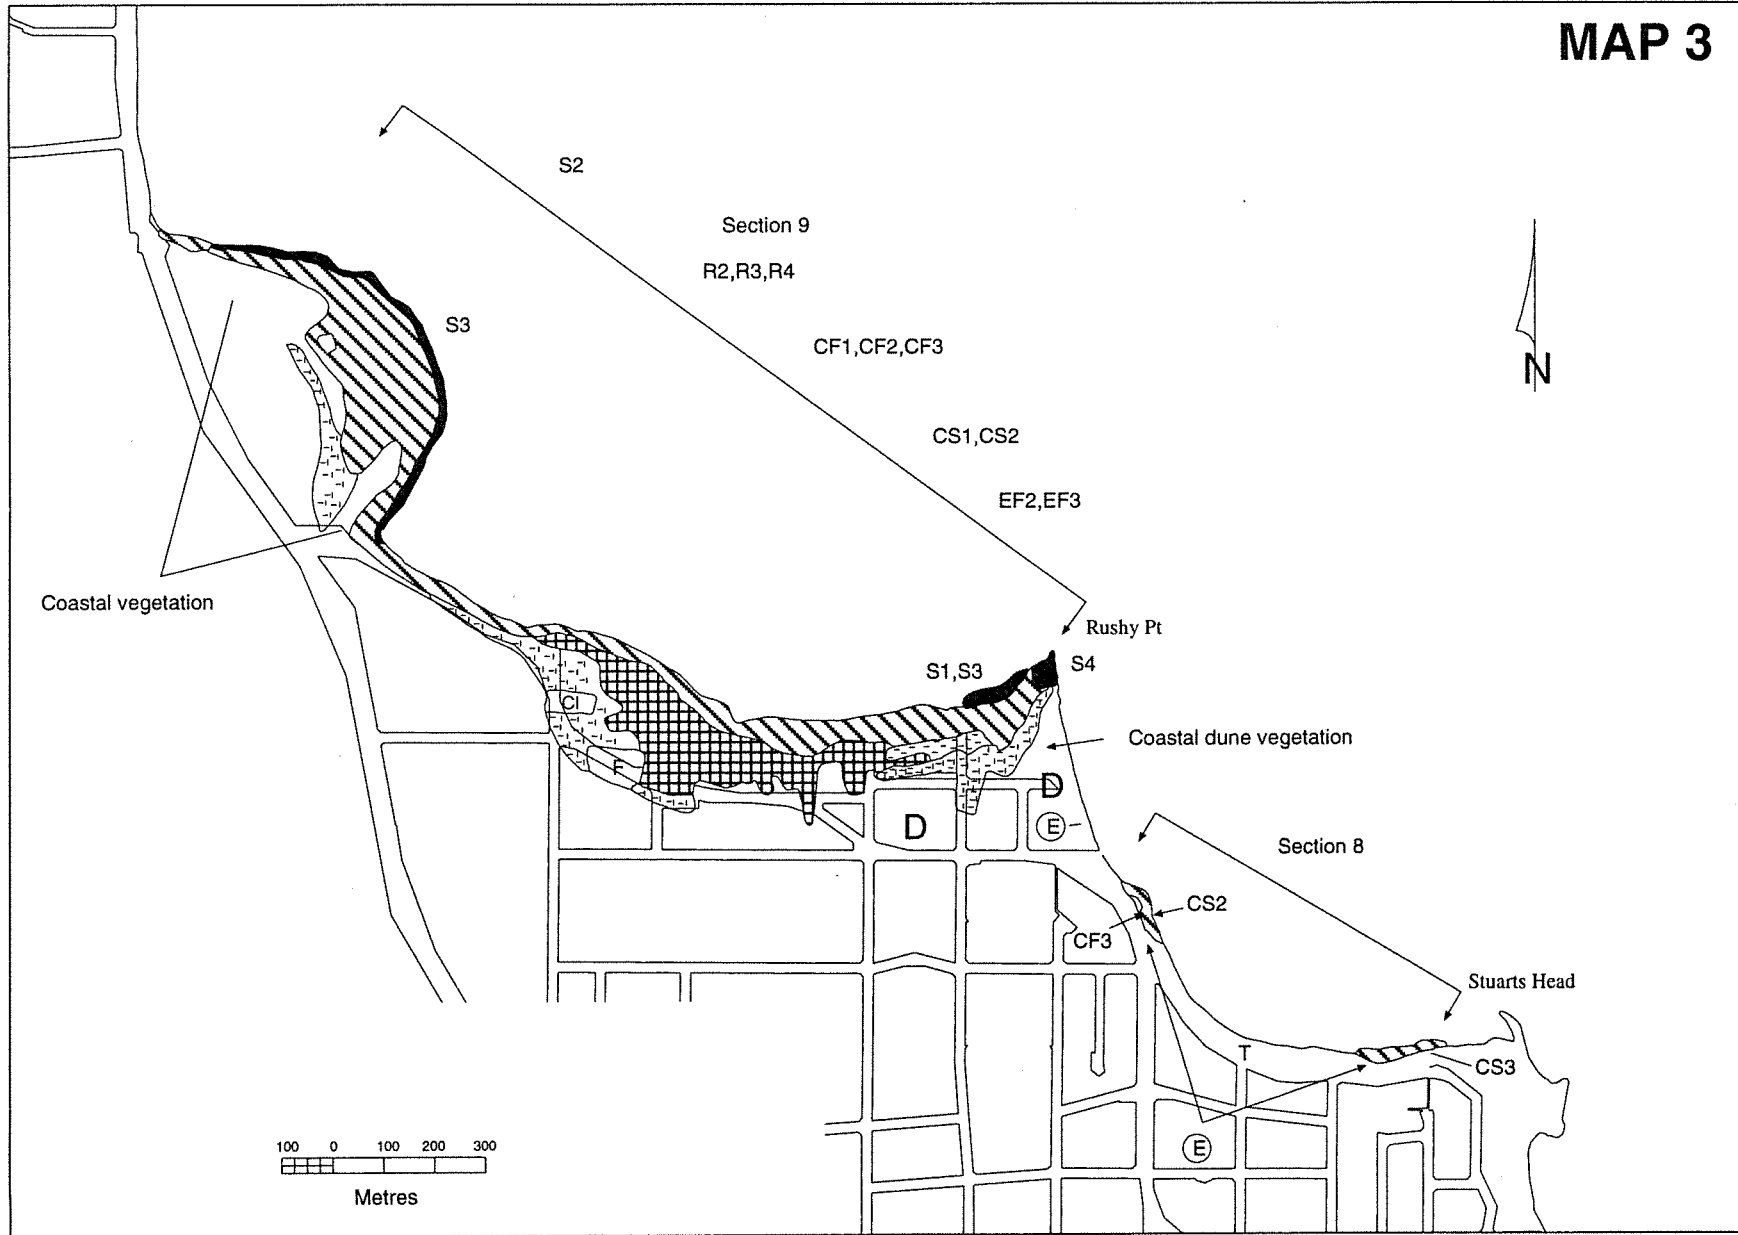 MAP 3
S2
Section 9
R2,R3,R4
S3
CF1,CF2,CF3
N
CS1,CS2
EF2,EF3
Coastal vegetation
Rushy Pt
S1,S3
S4
CI
Coastal dune vegetation
F
D
D
E
Section 8
CS2
CF3
Stuarts Head
T
CS3
E
100 0 100 200 300
Metres